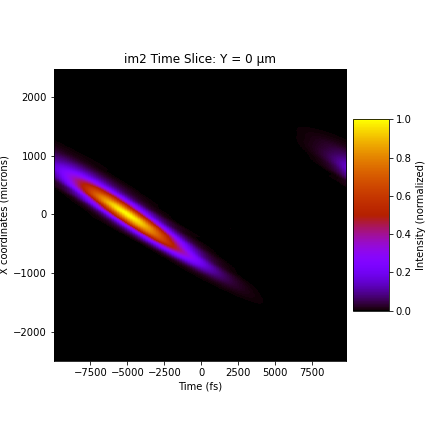 im2 Time Slice: Y = 0 μm
2000
1000
0
−1000
−2000
X coordinates (microns)
−7500 −5000 −2500 0 2500 5000 7500
Time (fs)
1.0
0.8
0.6
0.4
0.2
0.0
Intensity (normalized)